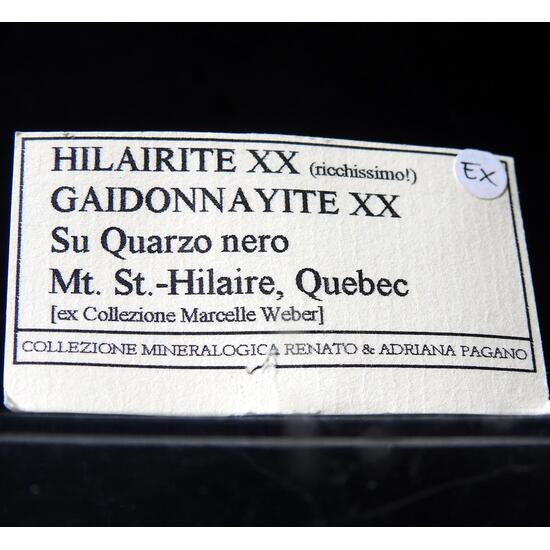 HILAIRITE XX (ricchissimo!)
EX
GAIDONNAYITE XX
Su Quarzo nero
Mt. St.-Hilaire, Quebec
[ex Collezione Marcelle Weber]
COLLEZIONE MINERALOGICA RENATO & ADRIANA PAGANO